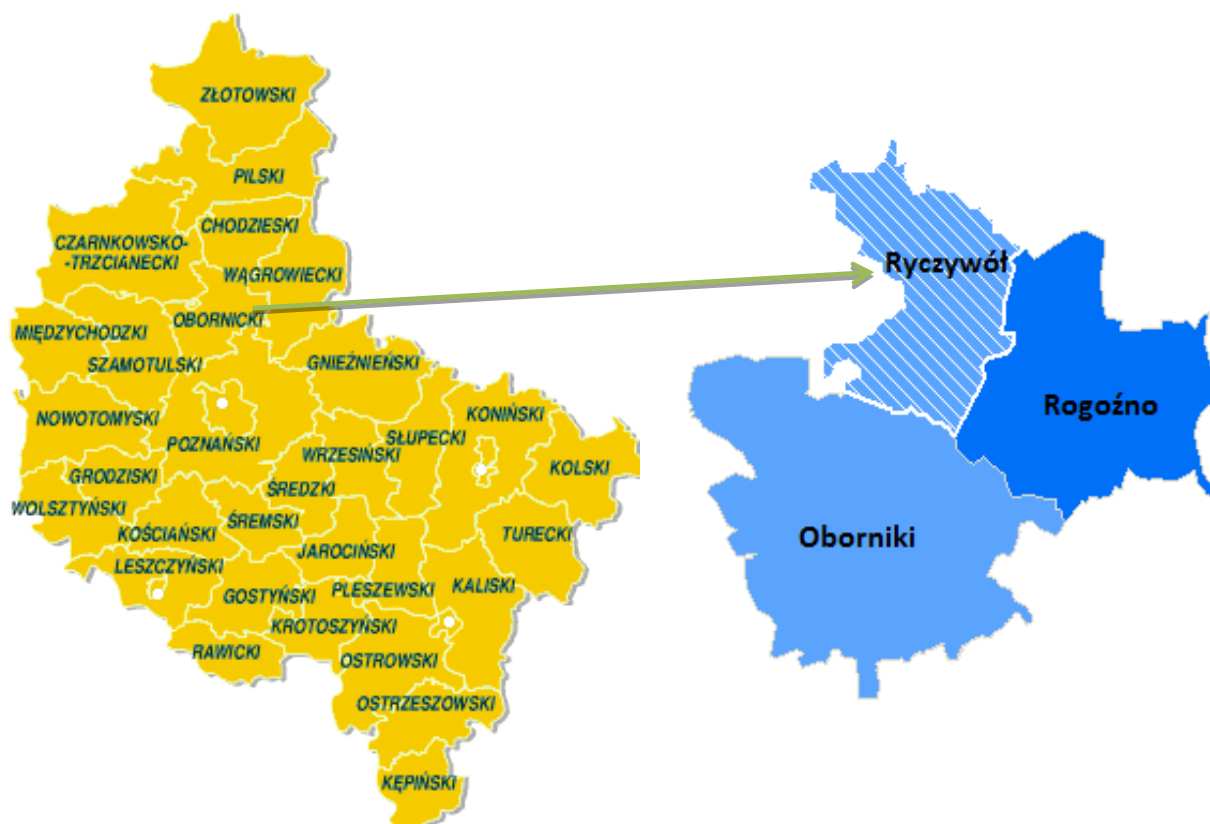 ZŁOTOWSKI
PILSKI
CHODZIESKI
CZARNKOWSKO-
-TRZCIANECKI
WĄGROWIECKI
OBORNICKI
MIĘDZYCHODZKI
SZAMOTULSKI
GNIEŹNIEŃSKI
NOWOTOMYSKI
POZNAŃSKI
WRZESIŃSKI
SŁUPECKI
KONIŃSKI
KOLSKI
GRODZISKI
ŚREDZKI
WOLSZTYŃSKI
KOŚCIAŃSKI
ŚREMSKI
TURECKI
JAROCIŃSKI
LESZCZYŃSKI
GOSTYŃSKI
PLESZEWSKI
KALISKI
KROTOSZYŃSKI
RAWICKI
OSTROWSKI
OSTRZESZOWSKI
KĘPIŃSKI
Ryczywół
Rogoźno
Oborniki